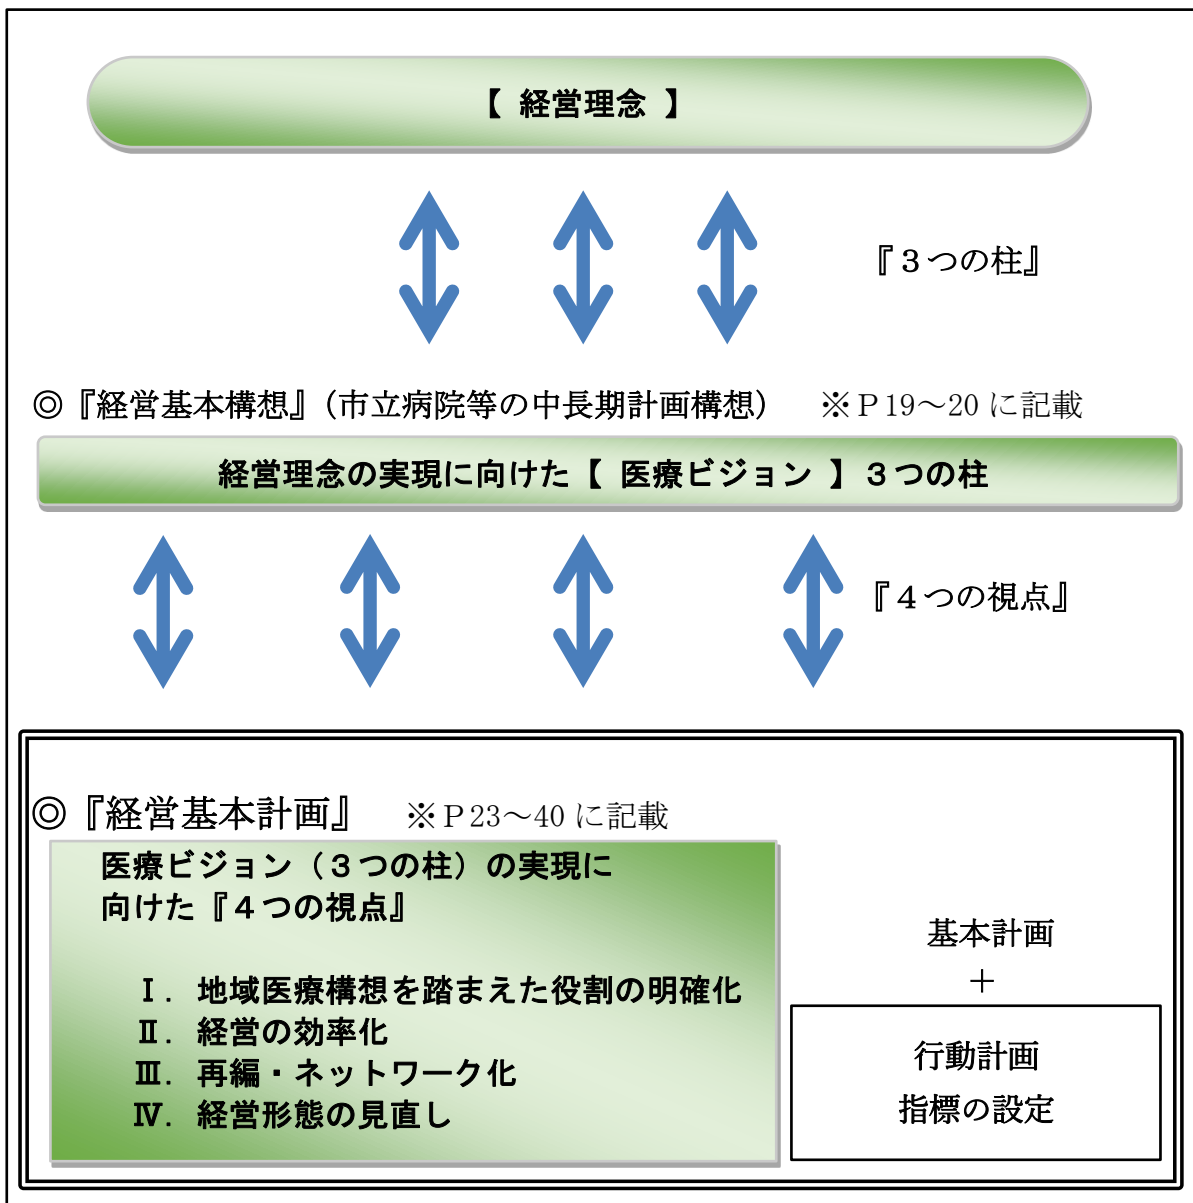 【 経営理念 】
『３つの柱』
◎『経営基本構想』（市立病院等の中長期計画構想） ※Ｐ19～20 に記載
経営理念の実現に向けた【 医療ビジョン 】３つの柱
『４つの視点』
◎『経営基本計画』 ※Ｐ23～40 に記載
医療ビジョン（３つの柱）の実現に
向けた『４つの視点』
Ⅰ．地域医療構想を踏まえた役割の明確化
Ⅱ．経営の効率化
Ⅲ．再編・ネットワーク化
Ⅳ．経営形態の見直し
基本計画
＋
行動計画
指標の設定